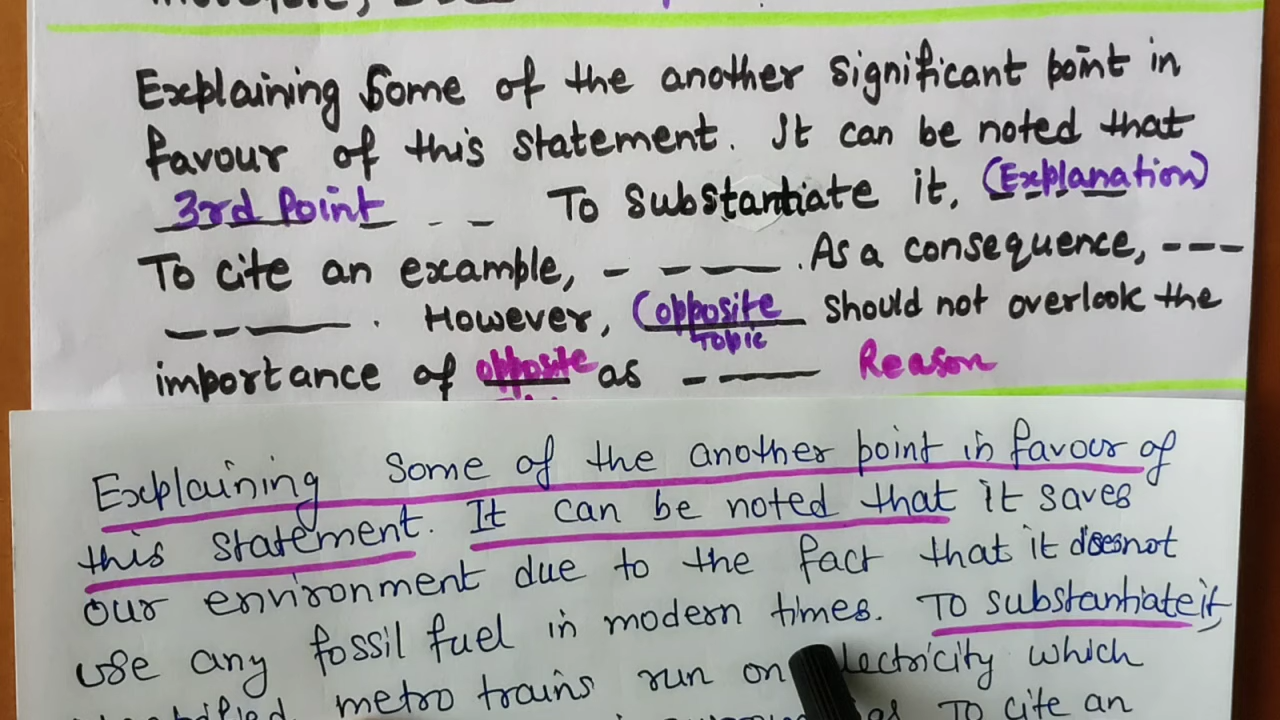 Explaining Some of the another significant point in
favour of this statement. It can be noted that
3rd Point _ _ To Substantiate it, (Explanation)
To cite an example, _ _ _. As a consequence, ---
_ _ _. However, (opposite Topic should not overlook the
importance of opposite as _ _ Reason
Explaining Some of the another point in favour of
this statement. It can be noted that it saves
our environment due to the fact that it doesnot
use any fossil fuel in modern times. To substantiate it,
metro trains run on electricity which
To cite an